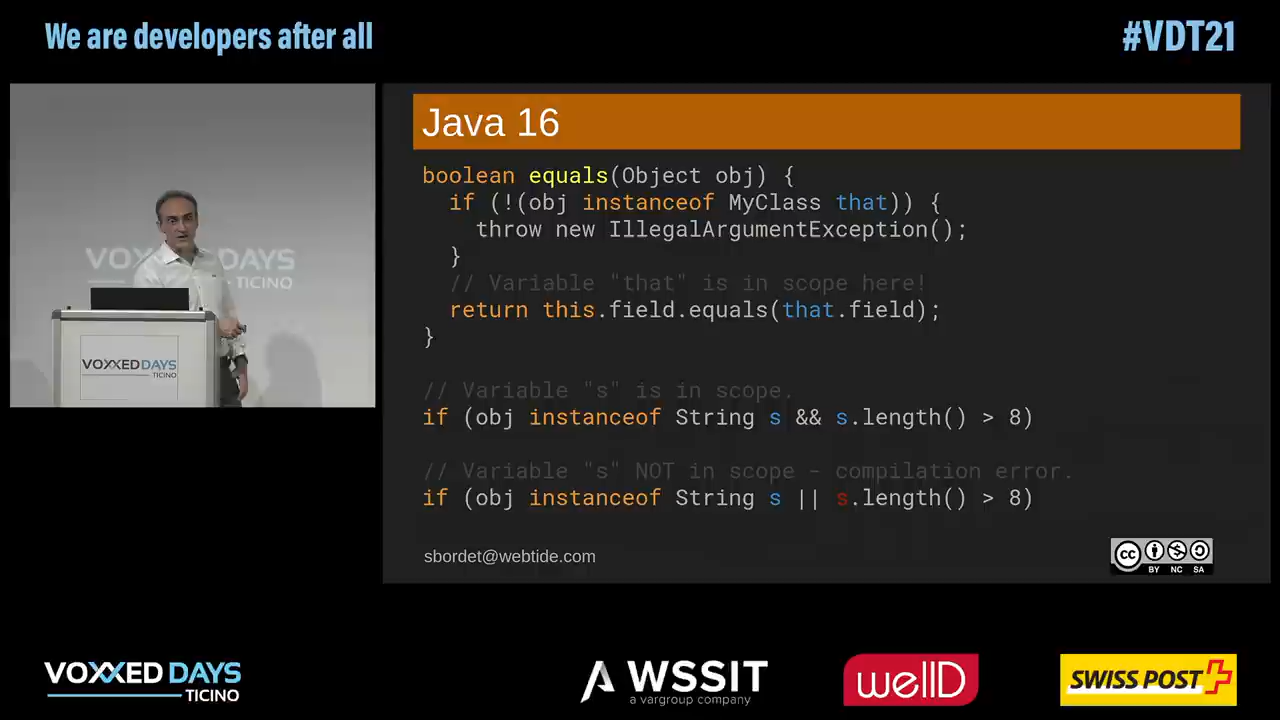 We are developers after all
#VDT21
VOXXED DAYS
TICINO
VOXXED DAYS
TICINO
Java 16
boolean equals(Object obj) {
if (!(obj instanceof MyClass that)) {
throw new IllegalArgumentException();
}
// Variable "that" is in scope here!
return this.field.equals(that.field);
}
// Variable "s" is in scope.
if (obj instanceof String s && s.length() > 8)
// Variable "s" NOT in scope - compilation error.
if (obj instanceof String s || s.length() > 8)
sbordet@webtide.com
cc
BY NC SA
VOXXED DAYS
TICINO
WSSIT
a vargroup company
wellD
SWISS POST